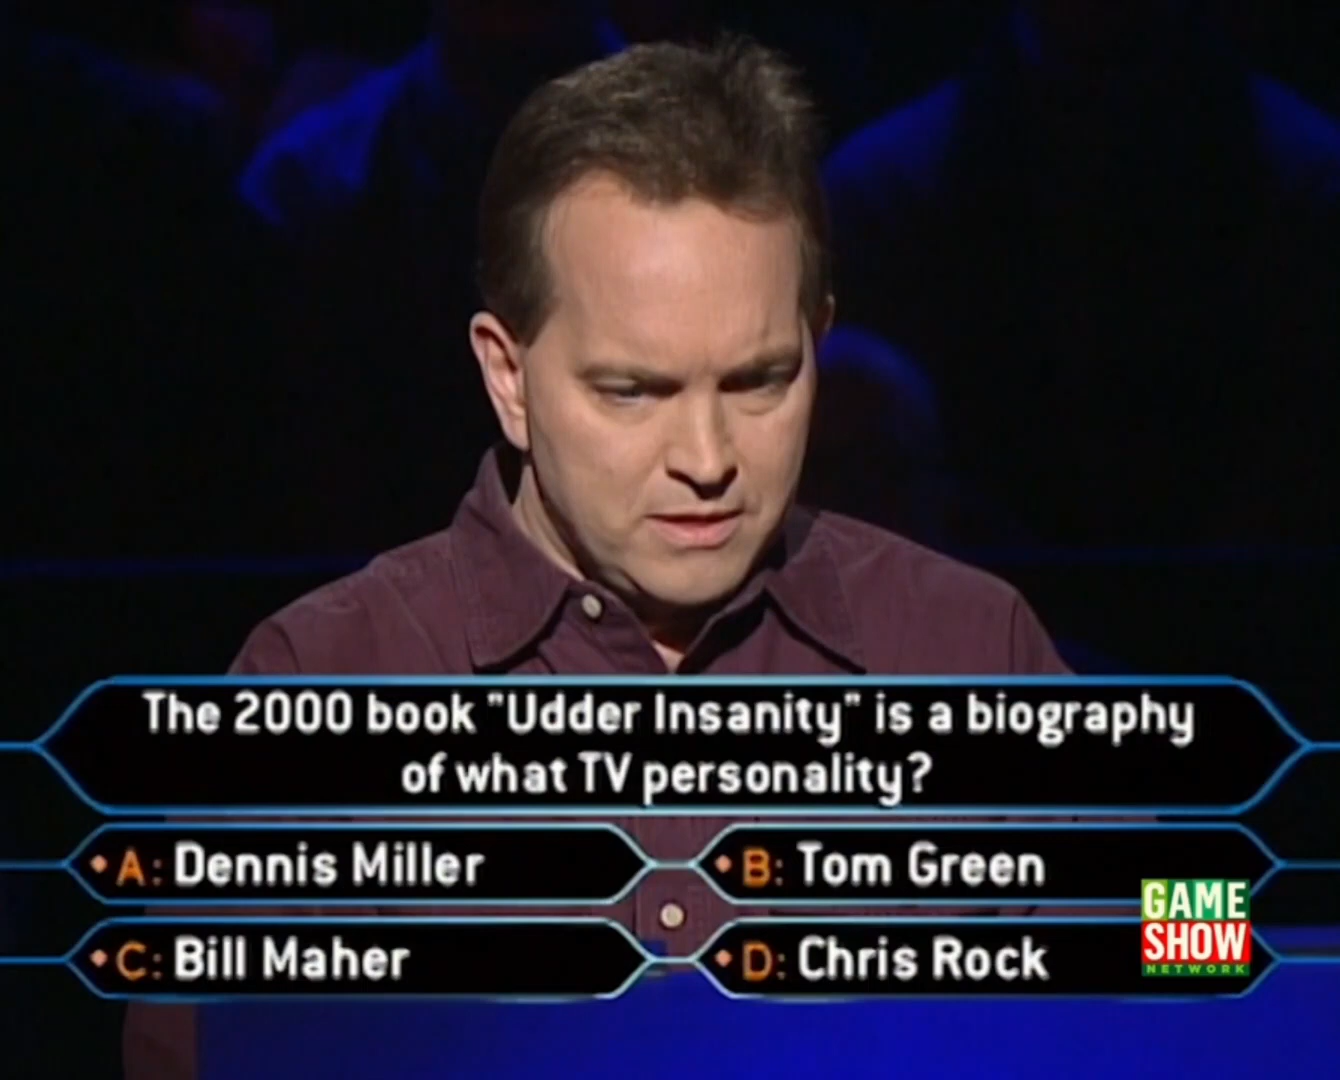 The 2000 book "Udder Insanity" is a biography
of what TV personality?
A: Dennis Miller
B: Tom Green
C: Bill Maher
D: Chris Rock
GAME
SHOW
NETWORK